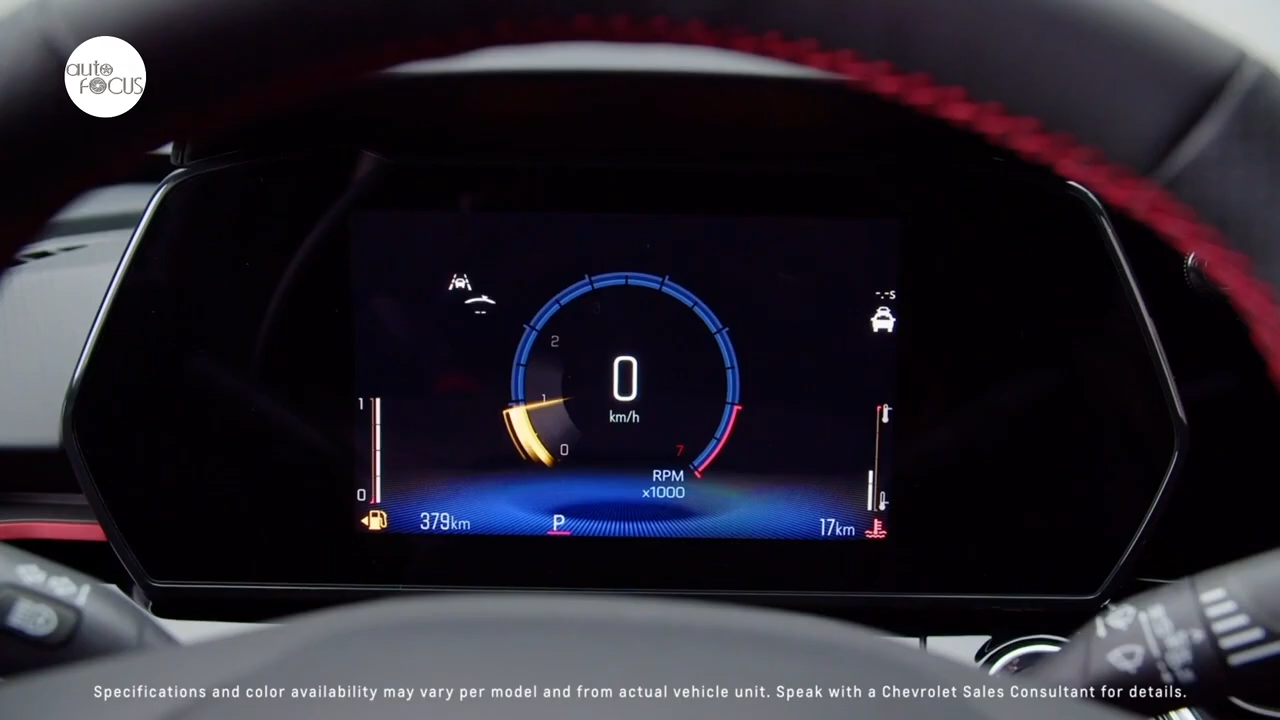 auto
FOCUS
-.-s
--
2
0
km/h
1
1
0
7
RPM
x1000
0
379km
P
17km
Specifications and color availability may vary per model and from actual vehicle unit. Speak with a Chevrolet Sales Consultant for details.